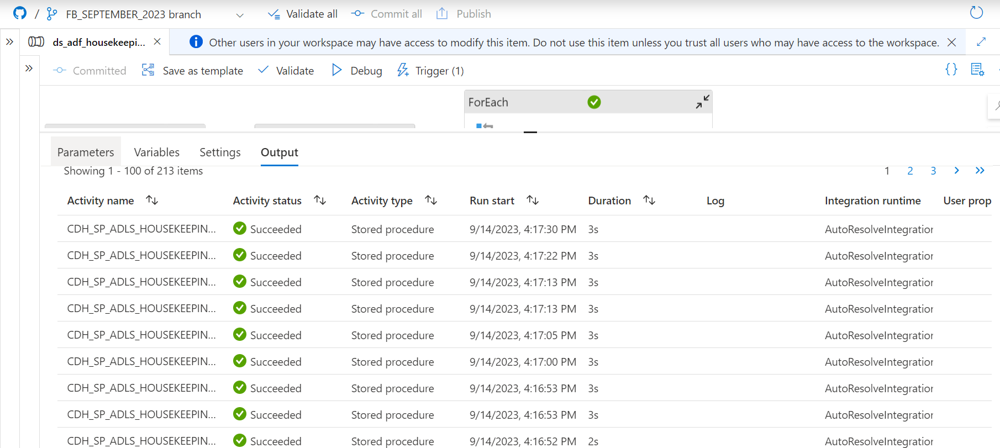 / FB_SEPTEMBER_2023 branch Validate all Commit all Publish
ds_adf_housekeepi... Other users in your workspace may have access to modify this item. Do not use this item unless you trust all users who may have access to the workspace.
Committed Save as template Validate Debug Trigger (1) {}
ForEach
Parameters Variables Settings Output
Showing 1 - 100 of 213 items 1 2 3
Activity name Activity status Activity type Run start Duration Log Integration runtime User prop
CDH_SP_ADLS_HOUSEKEEPIN... Succeeded Stored procedure 9/14/2023, 4:17:30 PM 3s AutoResolveIntegration
CDH_SP_ADLS_HOUSEKEEPIN... Succeeded Stored procedure 9/14/2023, 4:17:22 PM 3s AutoResolveIntegration
CDH_SP_ADLS_HOUSEKEEPIN... Succeeded Stored procedure 9/14/2023, 4:17:13 PM 3s AutoResolveIntegration
CDH_SP_ADLS_HOUSEKEEPIN... Succeeded Stored procedure 9/14/2023, 4:17:13 PM 3s AutoResolveIntegration
CDH_SP_ADLS_HOUSEKEEPIN... Succeeded Stored procedure 9/14/2023, 4:17:05 PM 3s AutoResolveIntegration
CDH_SP_ADLS_HOUSEKEEPIN... Succeeded Stored procedure 9/14/2023, 4:17:00 PM 3s AutoResolveIntegration
CDH_SP_ADLS_HOUSEKEEPIN... Succeeded Stored procedure 9/14/2023, 4:16:53 PM 3s AutoResolveIntegration
CDH_SP_ADLS_HOUSEKEEPIN... Succeeded Stored procedure 9/14/2023, 4:16:53 PM 3s AutoResolveIntegration
CDH_SP_ADLS_HOUSEKEEPIN... Succeeded Stored procedure 9/14/2023, 4:16:52 PM 2s AutoResolveIntegration